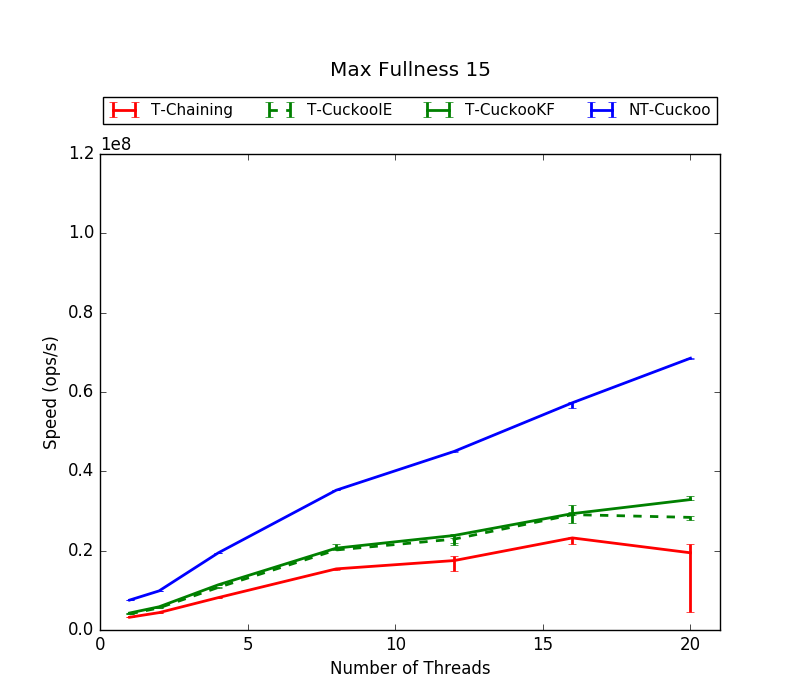 Max Fullness 15
T-Chaining T-CuckooIE T-CuckooKF NT-Cuckoo
1e8
1.2
1.0
0.8
0.6
0.4
0.2
0.0
Speed (ops/s)
0 5 10 15 20
Number of Threads